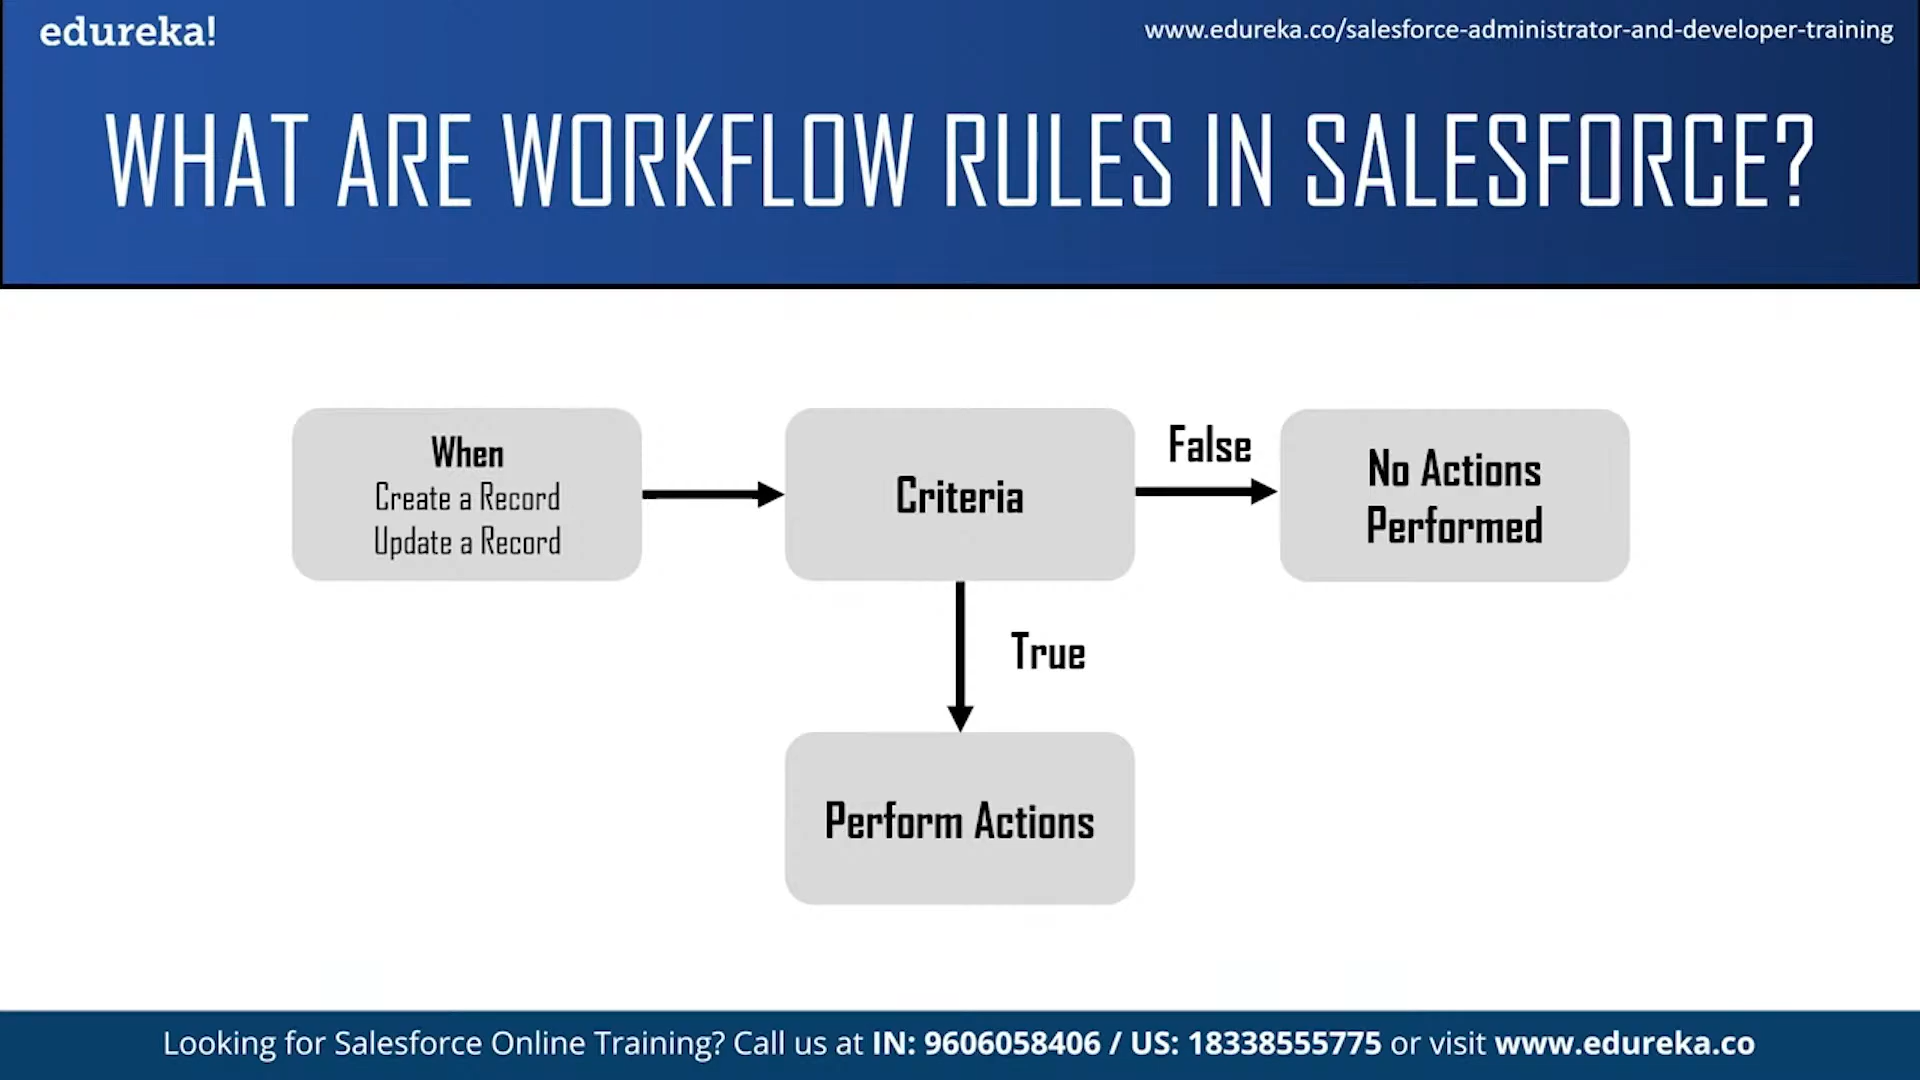 edureka!
www.edureka.co/salesforce-administrator-and-developer-training
WHAT ARE WORKFLOW RULES IN SALESFORCE?
When
Create a Record
Update a Record
Criteria
False
No Actions
Performed
True
Perform Actions
Looking for Salesforce Online Training? Call us at IN: 9606058406 / US: 18338555775 or visit www.edureka.co